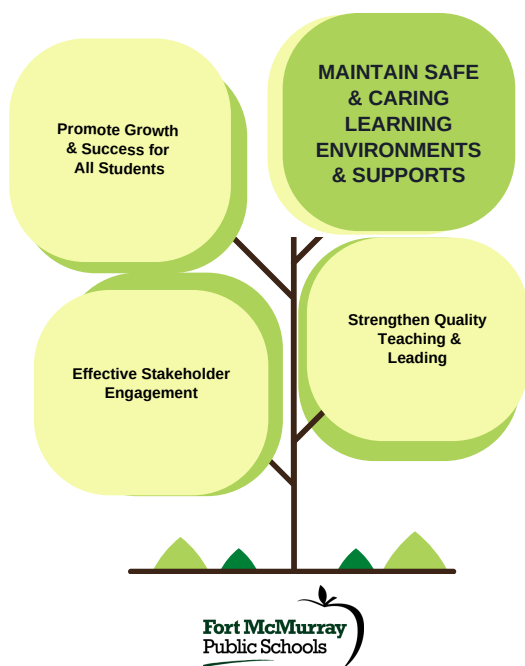 Promote Growth
& Success for
All Students
MAINTAIN SAFE
& CARING
LEARNING
ENVIRONMENTS
& SUPPORTS
Effective Stakeholder
Engagement
Strengthen Quality
Teaching &
Leading
Fort McMurray
Public Schools